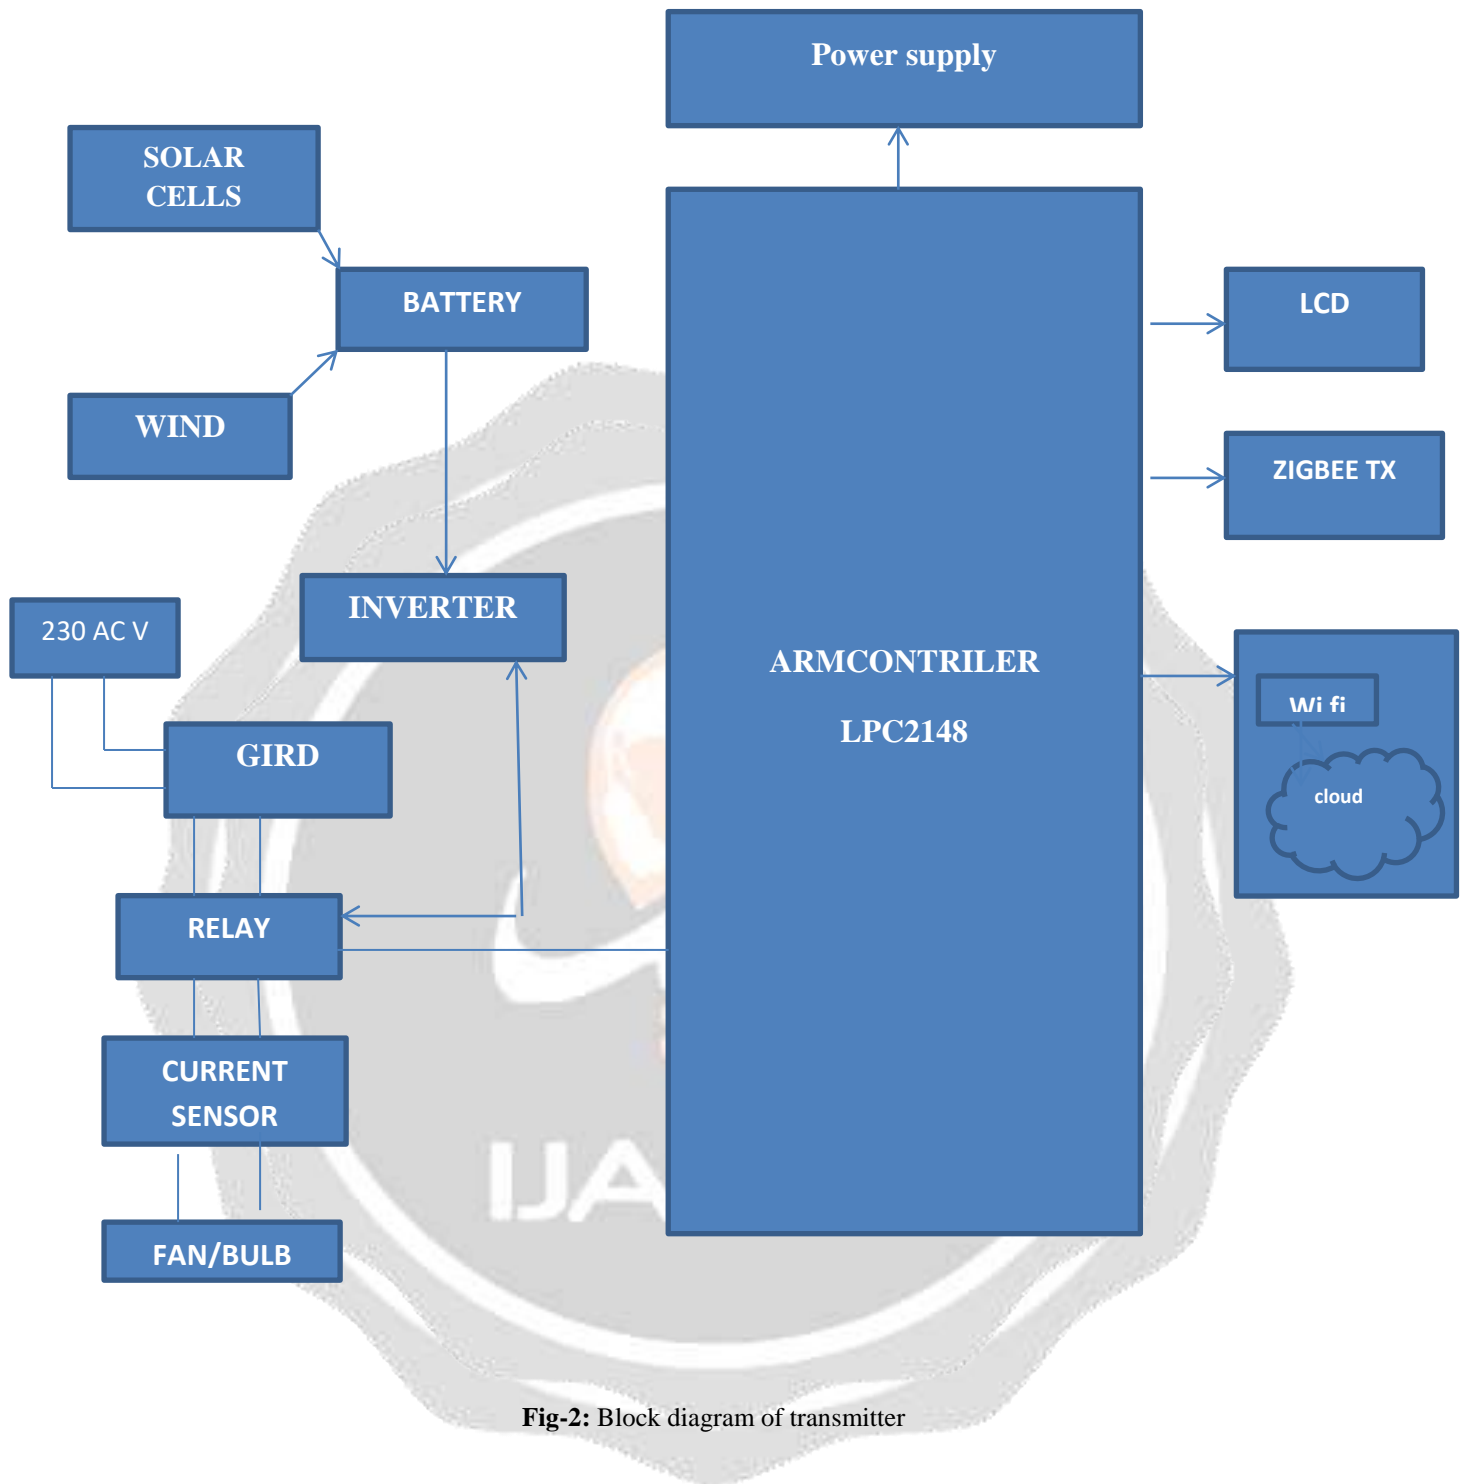 Power supply
SOLAR
CELLS
BATTERY
LCD
WIND
ZIGBEE TX
INVERTER
230 AC V
ARMCONTRILER
LPC2148
Wi fi
GIRD
cloud
RELAY
CURRENT
SENSOR
IJA
FAN/BULB
Fig-2: Block diagram of transmitter